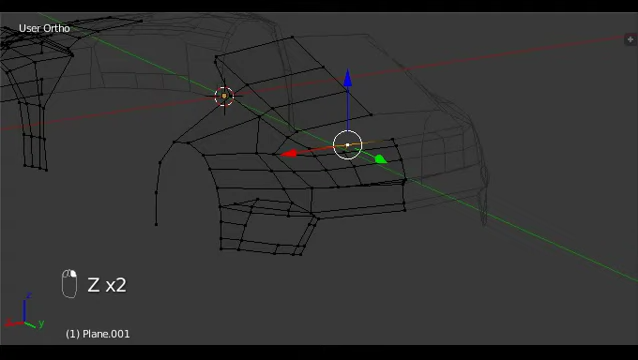 User Ortho
Z x2
z
y
(1) Plane.001